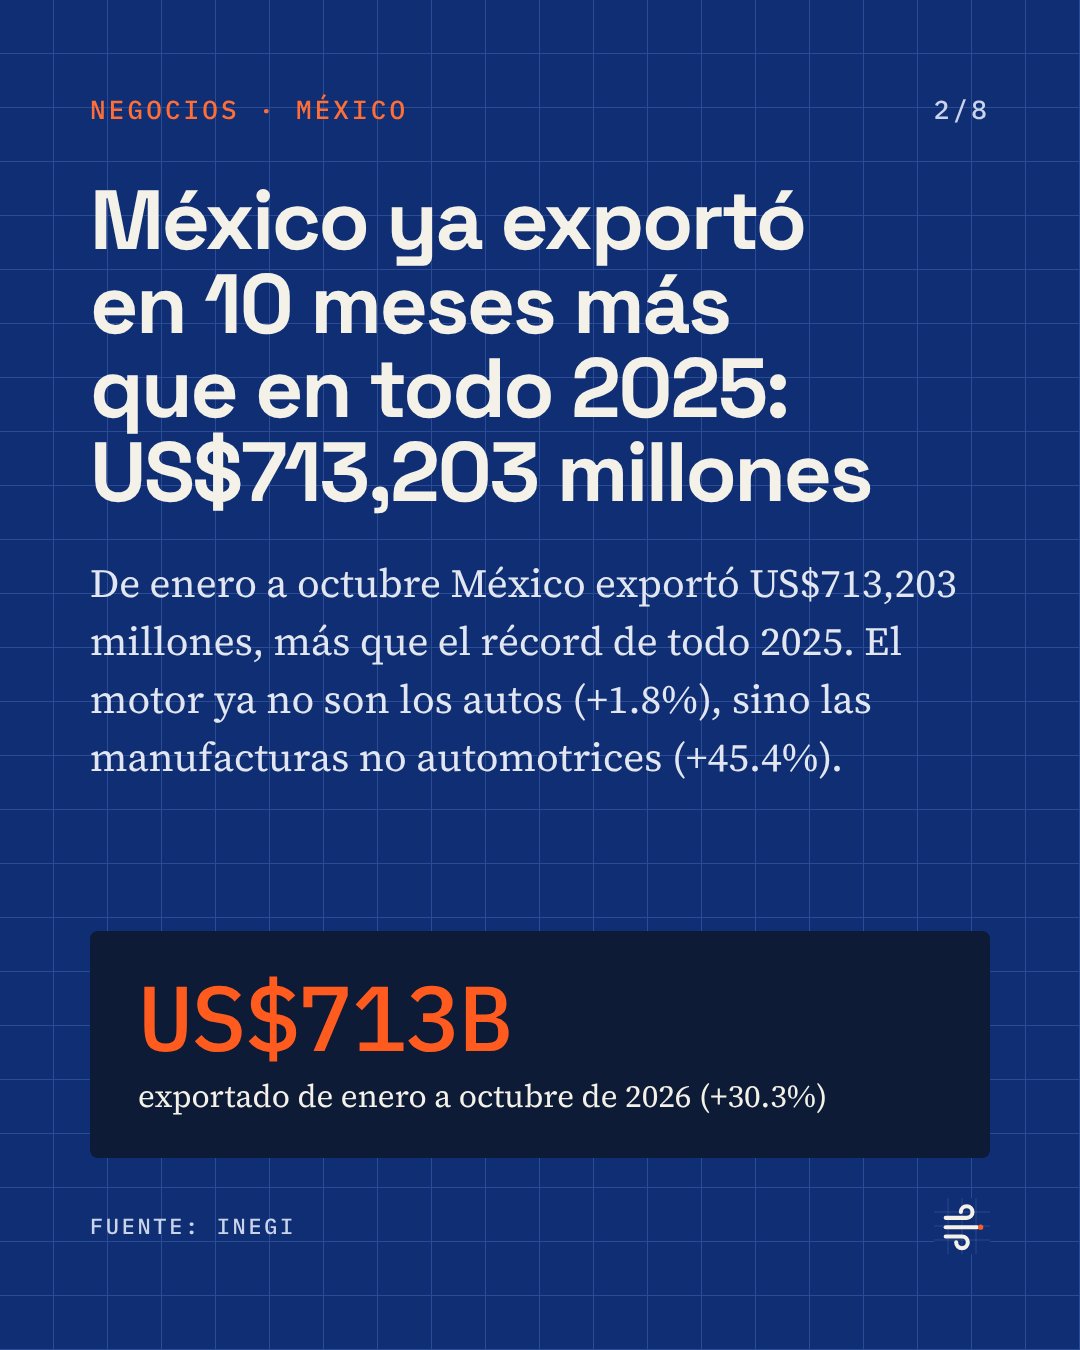 NEGOCIOS · MÉXICO
2/8
México ya exportó
en 10 meses más
que en todo 2025:
US$713,203 millones
De enero a octubre México exportó US$713,203
millones, más que el récord de todo 2025. El
motor ya no son los autos (+1.8%), sino las
manufacturas no automotrices (+45.4%).
US$713B
exportado de enero a octubre de 2026 (+30.3%)
FUENTE: INEGI